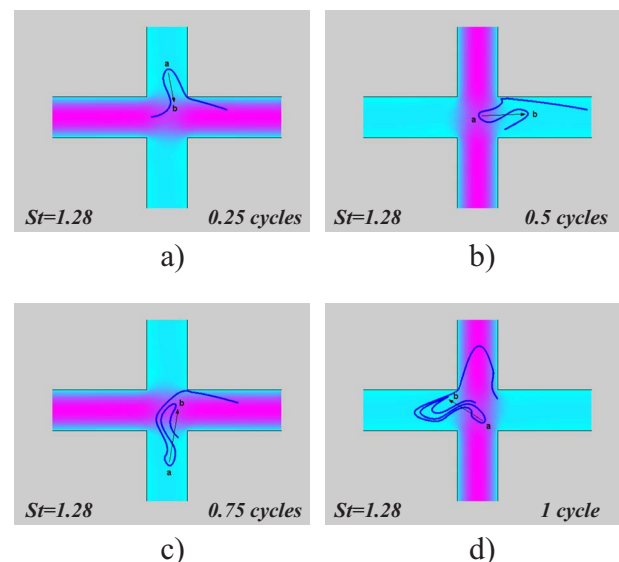 a
b
St=1.28 0.25 cycles
a)
a b
St=1.28 0.5 cycles
b)
b
a
St=1.28 0.75 cycles
c)
b
a
St=1.28 1 cycle
d)